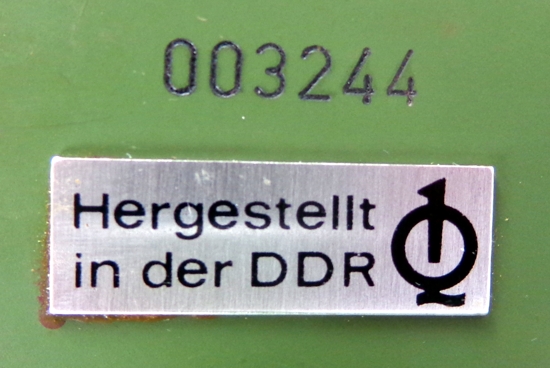 003244
Hergestellt
in der DDR